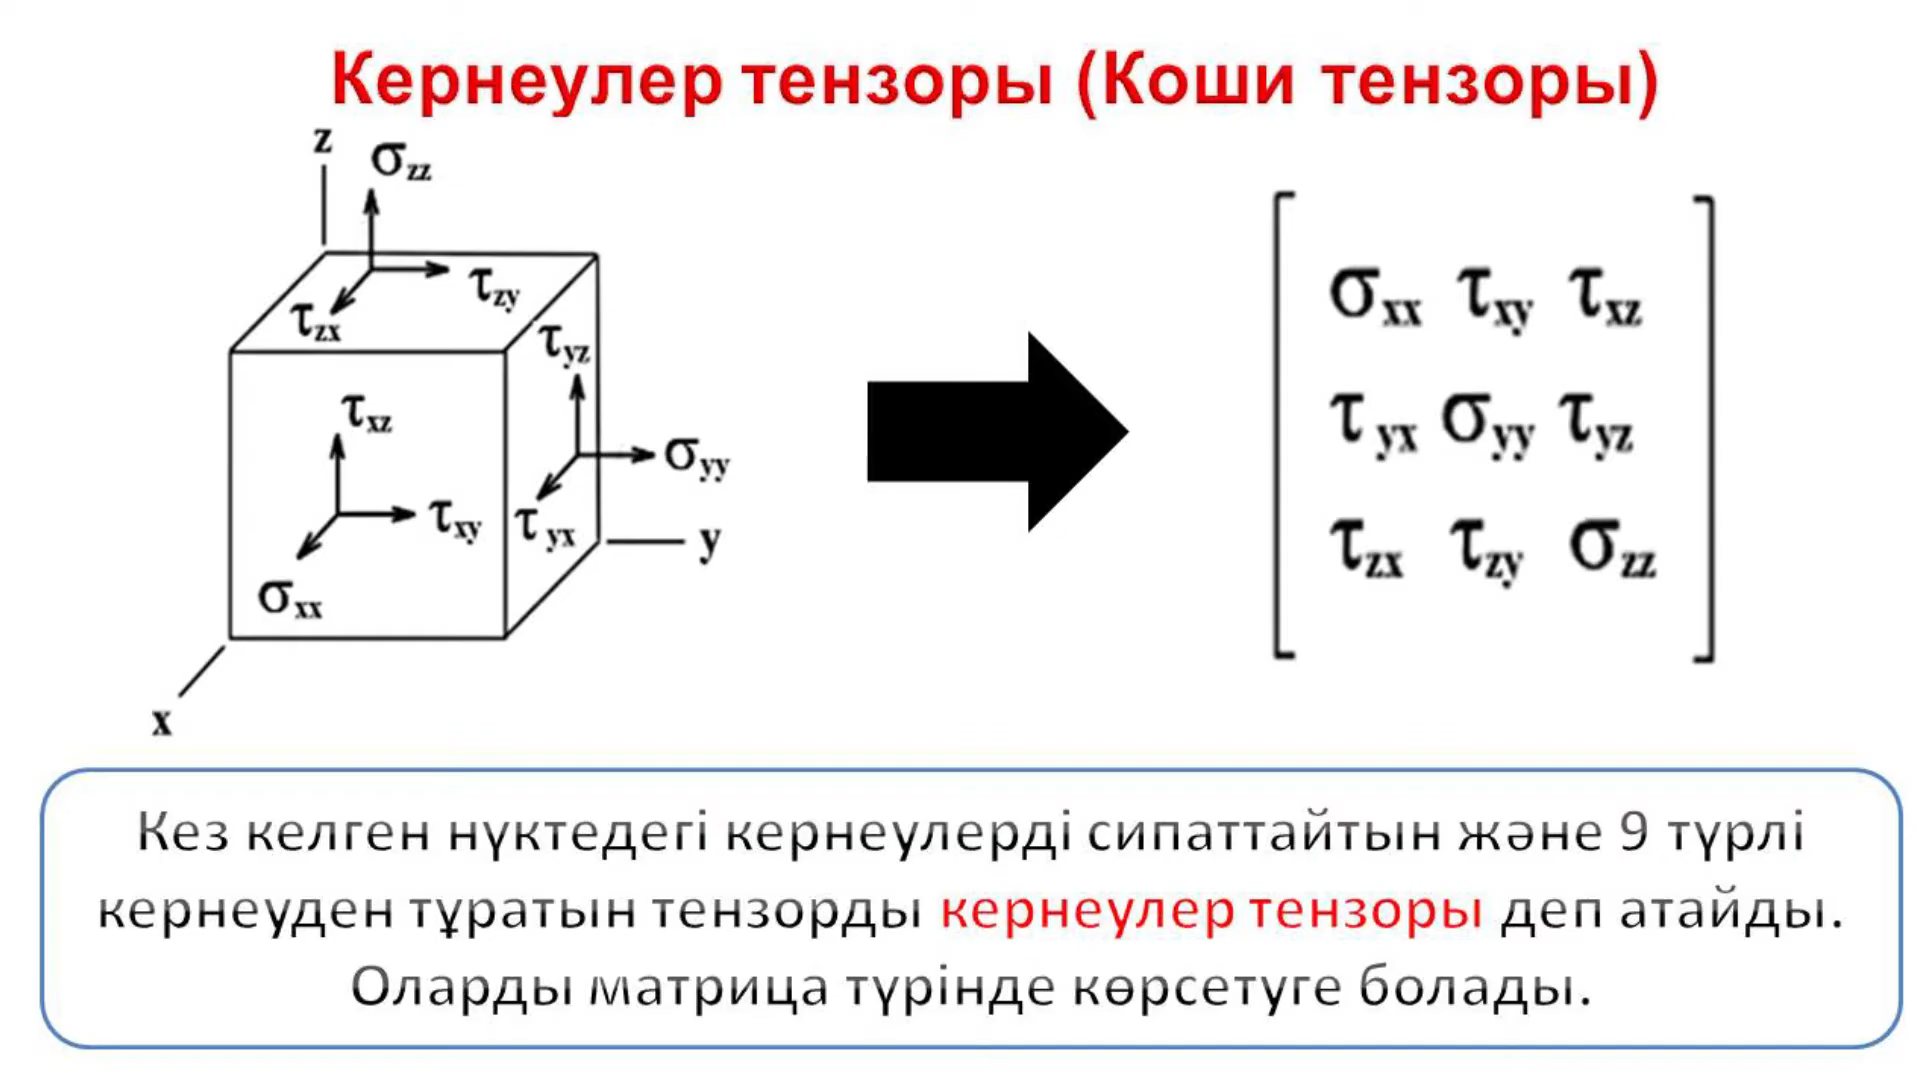 Кернеулер тензоры (Коши тензоры)
z
σzz
τzy
τzx
τyz
τxz
σyy
τxy
τyx
y
σxx
x
σxx τxy τxz
τyx σyy τyz
τzx τzy σzz
Кез келген нүктедегі кернеулерді сипаттайтын және 9 түрлі
кернеуден тұратын тензорды кернеулер тензоры деп атайды.
Оларды матрица түрінде көрсетуге болады.